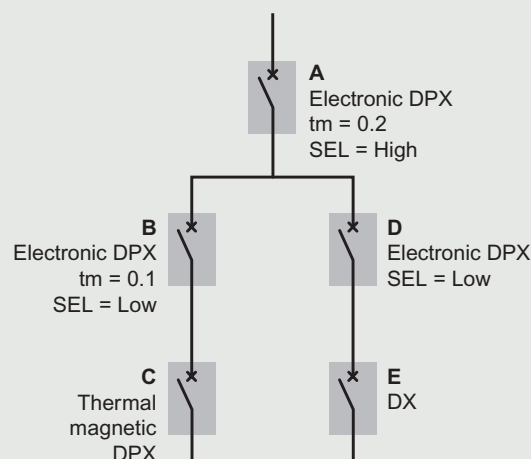 A
Electronic DPX
tm = 0.2
SEL = High
B
Electronic DPX
tm = 0.1
SEL = Low
D
Electronic DPX
SEL = Low
C
Thermal
magnetic
DPX
E
DX